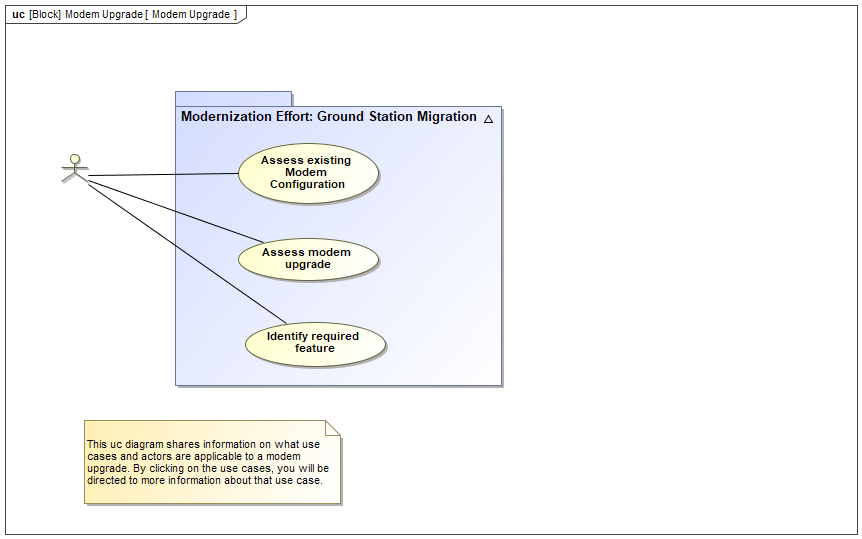 uc [Block] Modem Upgrade [ Modem Upgrade ]
Modernization Effort: Ground Station Migration
Assess existing
Modem
Configuration
Assess modem
upgrade
Identify required
feature
This uc diagram shares information on what use
cases and actors are applicable to a modem
upgrade. By clicking on the use cases, you will be
directed to more information about that use case.